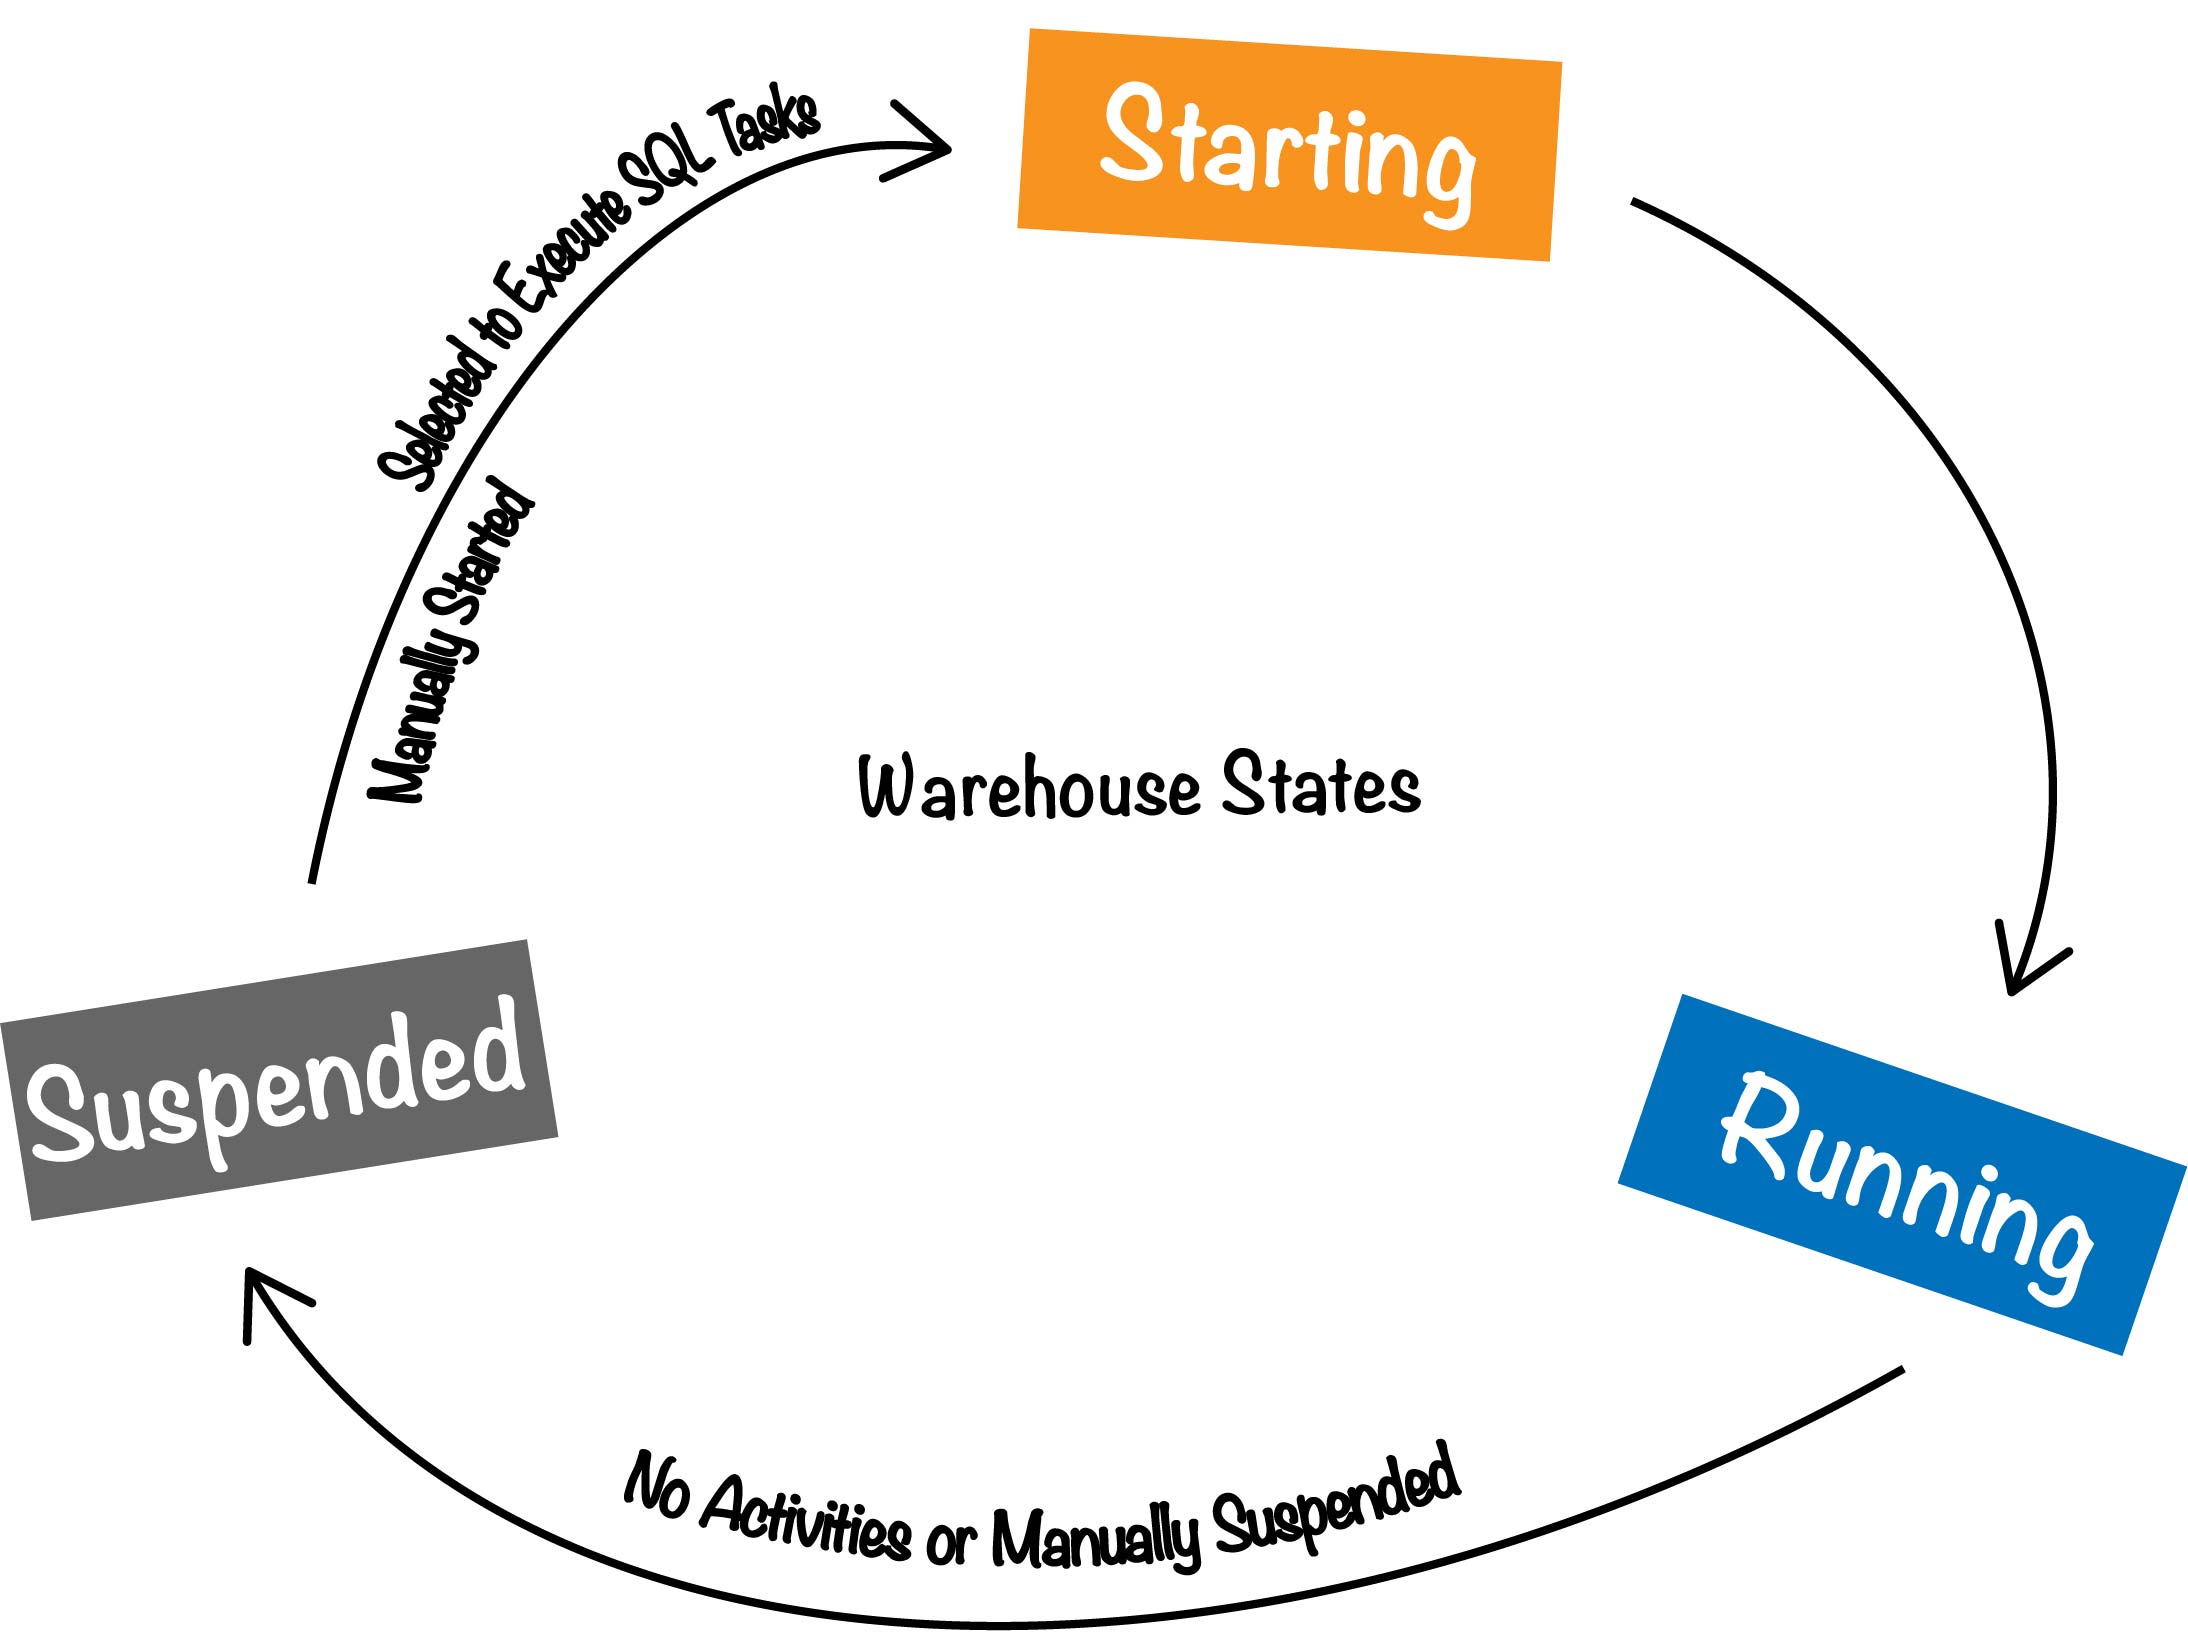 Starting
Selected to Execute SQL Tasks
Manually Started
Warehouse States
Suspended
Running
No Activities or Manually Suspended